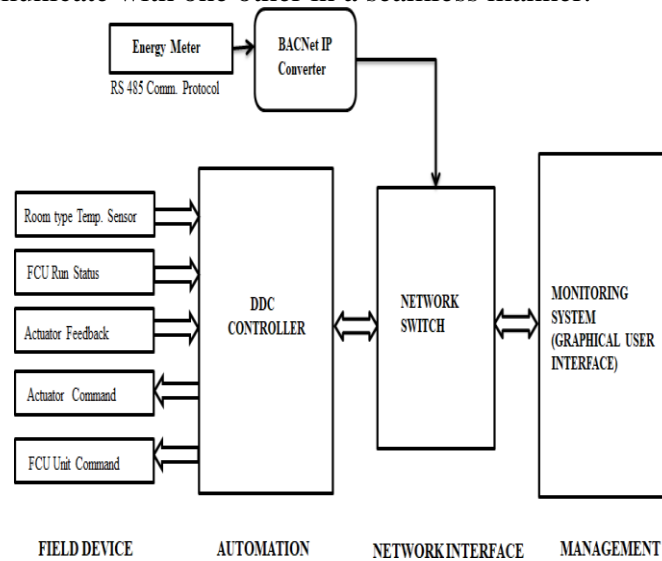 municate with one other in a seamless manner.
Energy Meter
RS 485 Comm. Protocol
BACNet IP
Converter
Room type Temp. Sensor
FCU Run Status
Actuator Feedback
Actuator Command
FCU Unit Command
DDC
CONTROLLER
NETWORK
SWITCH
MONITORING
SYSTEM
(GRAPHICAL USER
INTERFACE)
FIELD DEVICE
AUTOMATION
NETWORK INTERFACE
MANAGEMENT